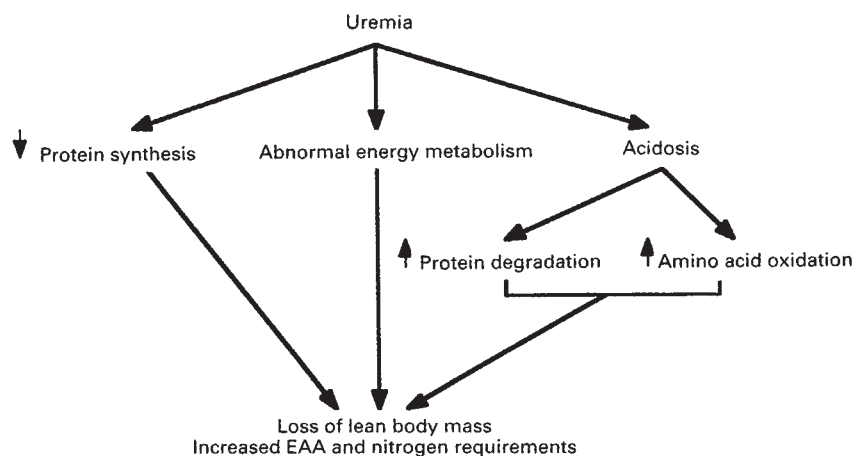 Uremia
Protein synthesis
Abnormal energy metabolism
Acidosis
Protein degradation
Amino acid oxidation
Loss of lean body mass
Increased EAA and nitrogen requirements